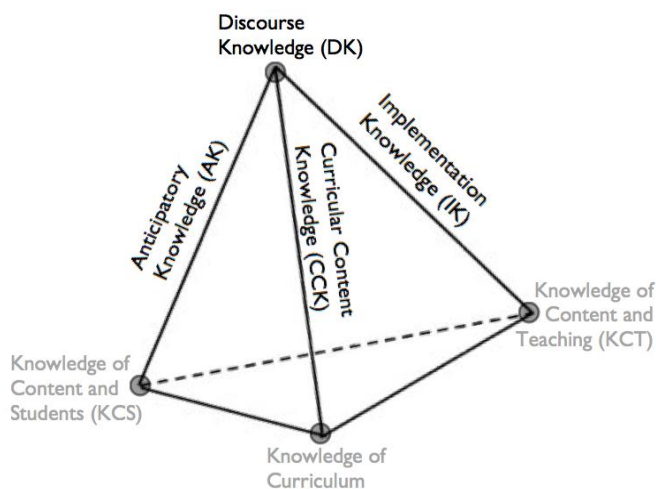 Discourse
Knowledge (DK)
Anticipatory
Knowledge (AK)
Curricular Content
Knowledge (CCK)
Implementation
Knowledge (IK)
Knowledge of
Content and
Teaching (KCT)
Knowledge of
Content and
Students (KCS)
Knowledge of
Curriculum